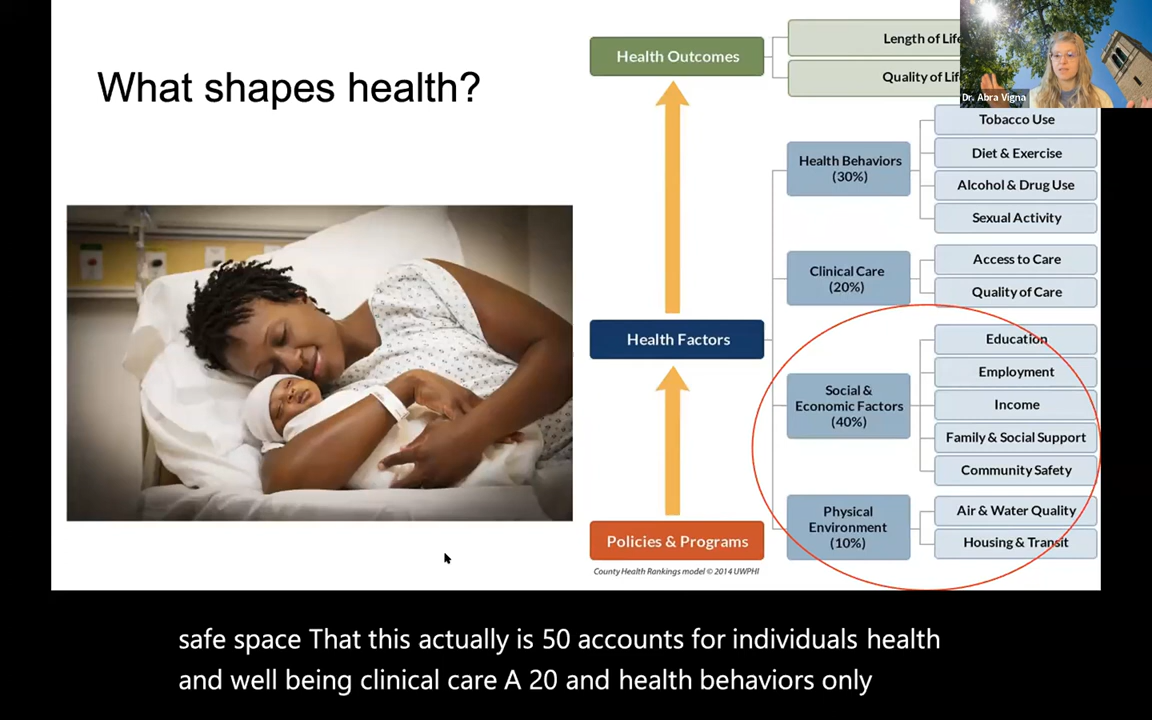 What shapes health?
Health Outcomes
Length of Life
Quality of Life
Dr. Abra Vigna
Tobacco Use
Health Behaviors
(30%)
Diet & Exercise
Alcohol & Drug Use
Sexual Activity
Clinical Care
(20%)
Access to Care
Quality of Care
Health Factors
Education
Social &
Economic Factors
(40%)
Employment
Income
Family & Social Support
Community Safety
Physical
Environment
(10%)
Air & Water Quality
Housing & Transit
Policies & Programs
County Health Rankings model © 2014 UWPHI
safe space That this actually is 50 accounts for individuals health
and well being clinical care A 20 and health behaviors only